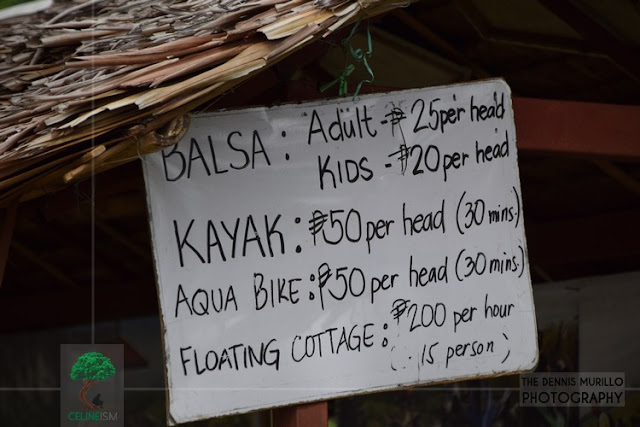 BALSA : Adult - ₱ 25 per head
KIDS - ₱20 per head
KAYAK : ₱50 per head (30 mins.)
AQUA BIKE : ₱50 per head (30 mins.)
FLOATING COTTAGE : ₱200 per hour
( 15 person )
CELINEISM
THE DENNIS MURILLO
PHOTOGRAPHY